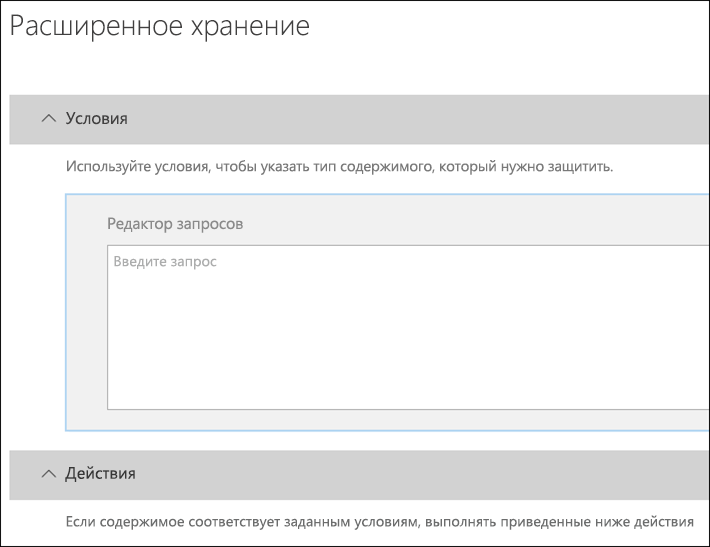 Расширенное хранение
Условия
Используйте условия, чтобы указать тип содержимого, который нужно защитить.
Редактор запросов
Введите запрос
Действия
Если содержимое соответствует заданным условиям, выполнять приведенные ниже действия